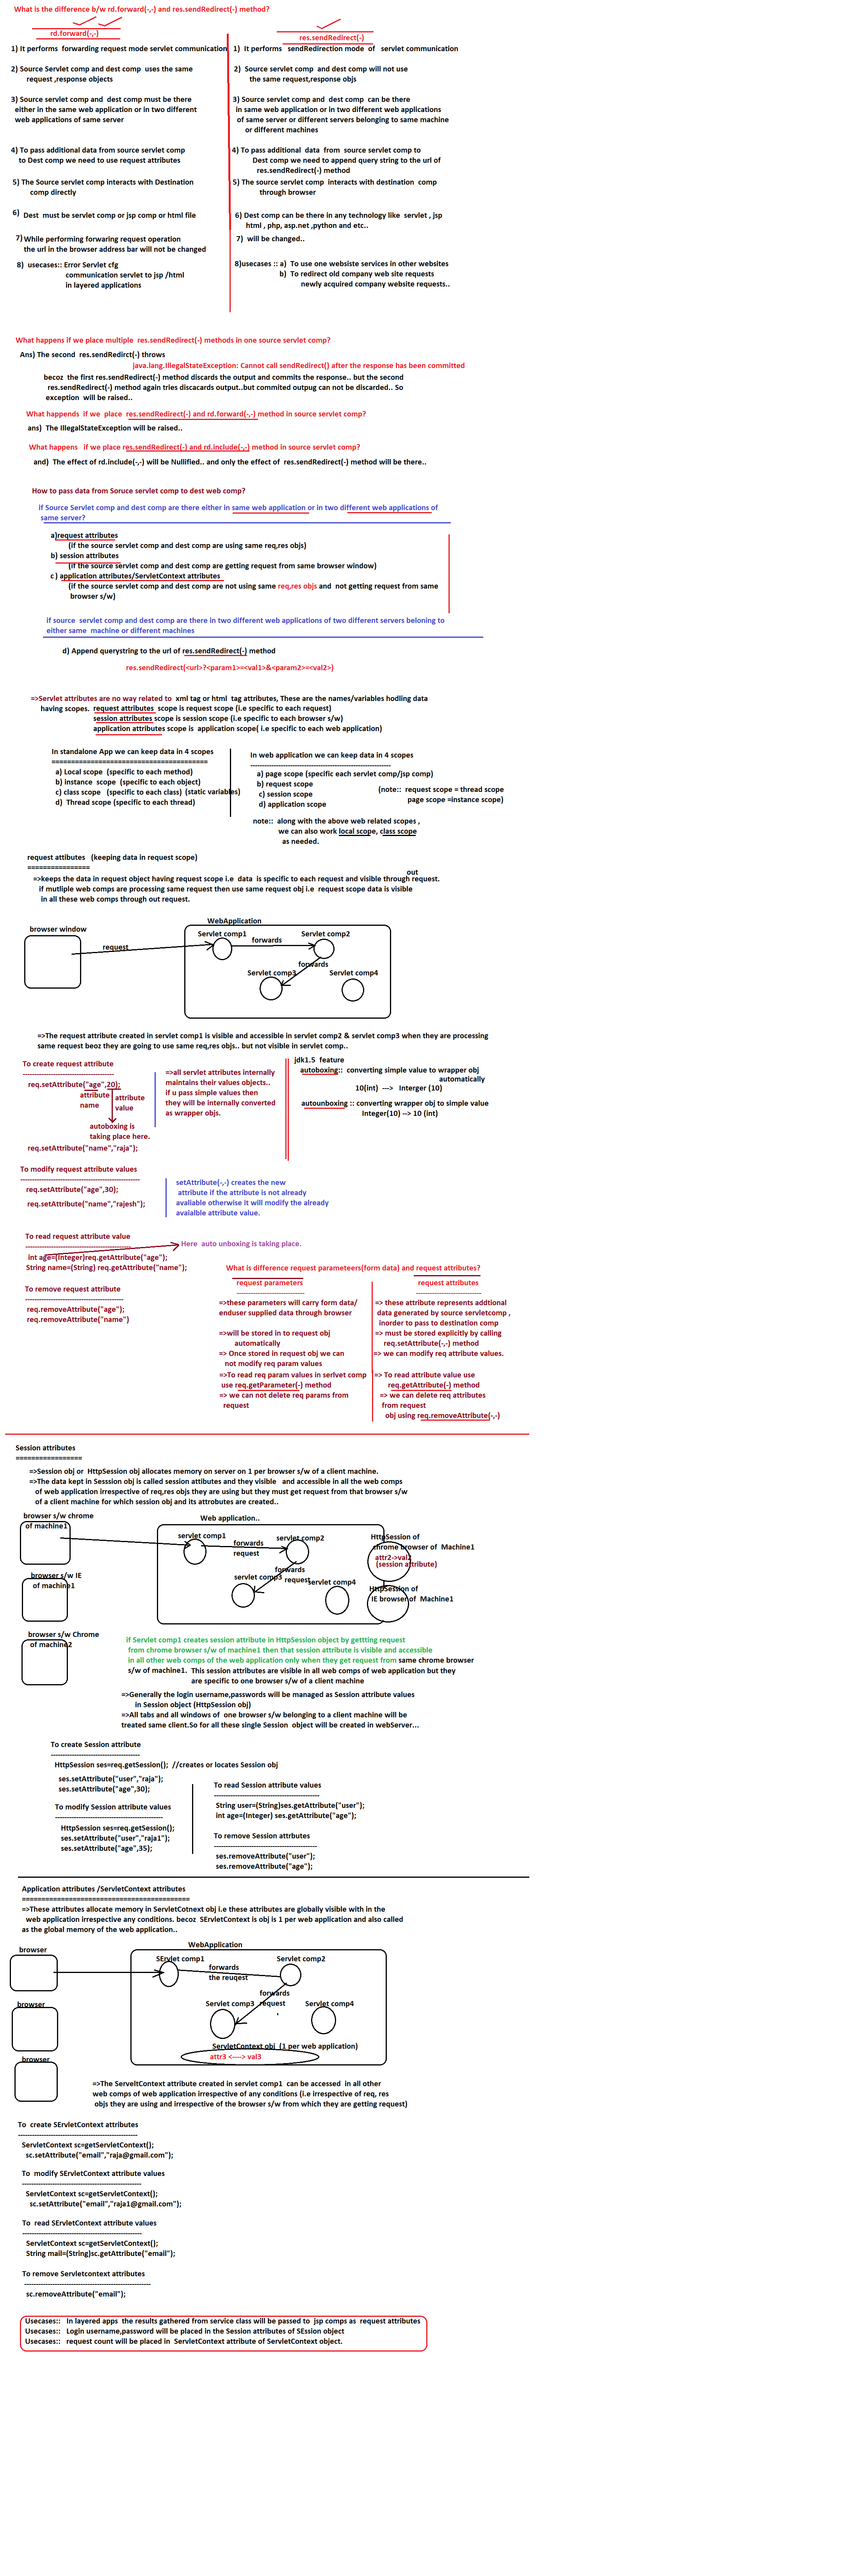 What is the difference b/w rd.forward(-,-) and res.sendRedirect(-) method?
rd.forward(-,-)
1) It performs forwarding request mode servlet communication
2) Source Servlet comp and dest comp uses the same
request ,response objects
3) Source servlet comp and dest comp must be there
either in the same web application or in two different
web applications of same server
4) To pass additional data from source servlet comp
to Dest comp we need to use request attributes
5) The Source servlet comp interacts with Destination
comp directly
6) Dest must be servlet comp or jsp comp or html file
7) While performing forwaring request operation
the url in the browser address bar will not be changed
8) usecases:: Error Servlet cfg
communication servlet to jsp /html
in layered applications
res.sendRedirect(-)
1) It performs sendRedirection mode of servlet communication
2) Source servlet comp and dest comp will not use
the same request,response objs
3) Source servlet comp and dest comp can be there
in same web application or in two different web applications
of same server or different servers belonging to same machine
or different machines
4) To pass additional data from source servlet comp to
Dest comp we need to append query string to the url of
res.sendRedirect(-) method
5) The source servlet comp interacts with destination comp
through browser
6) Dest comp can be there in any technology like servlet , jsp
html , php, asp.net ,python and etc..
7) will be changed..
8)usecases :: a) To use one websiste services in other websites
b) To redirect old company web site requests
newly acquired company website requests..
What happens if we place multiple res.sendRedirect(-) methods in one source servlet comp?
Ans) The second res.sendRedirct(-) throws
java.lang.IllegalStateException: Cannot call sendRedirect() after the response has been committed
becoz the first res.sendRedirect(-) method discards the output and commits the response.. but the second
res.sendRedirect(-) method again tries discacards output..but commited outpug can not be discarded.. So
exception will be raised..
What happends if we place res.sendRedirect(-) and rd.forward(-,-) method in source servlet comp?
ans) The IllegalStateException will be raised..
What happens if we place res.sendRedirect(-) and rd.include(-,-) method in source servlet comp?
and) The effect of rd.include(-,-) will be Nullified.. and only the effect of res.sendRedirect(-) method will be there..
How to pass data from Soruce servlet comp to dest web comp?
if Source Servlet comp and dest comp are there either in same web application or in two different web applications of
same server?
a)request attributes
(if the source servlet comp and dest comp are using same req,res objs)
b) session attributes
(if the source servlet comp and dest comp are getting request from same browser window)
c ) application attributes/ServletContext attributes
(if the source servlet comp and dest comp are not using same req,res objs and not getting request from same
browser s/w)
if source servlet comp and dest comp are there in two different web applications of two different servers beloning to
either same machine or different machines
d) Append querystring to the url of res.sendRedirect(-) method
res.sendRedirect(<url>?<param1>=<val1>&<param2>=<val2>)
=>Servlet attributes are no way related to xml tag or html tag attributes, These are the names/variables hodling data
having scopes. request attributes scope is request scope (i.e specific to each request)
session attributes scope is session scope (i.e specific to each browser s/w)
application attributes scope is application scope( i.e specific to each web application)
In standalone App we can keep data in 4 scopes
========================================
a) Local scope (specific to each method)
b) instance scope (specific to each object)
c) class scope (specific to each class) (static variables)
d) Thread scope (specific to each thread)
In web application we can keep data in 4 scopes
------------------------------------------------------
a) page scope (specific each servlet comp/jsp comp)
b) request scope
c) session scope
d) application scope
(note:: request scope = thread scope
page scope =instance scope)
note:: along with the above web related scopes ,
we can also work local scope, class scope
as needed.
request attibutes (keeping data in request scope)
================
out
=>keeps the data in request object having request scope i.e data is specific to each request and visible through request.
if mutliple web comps are processing same request then use same request obj i.e request scope data is visible
in all these web comps through out request.
WebApplication
browser window
Servlet comp1
Servlet comp2
request
forwards
forwards
Servlet comp3
Servlet comp4
=>The request attribute created in servlet comp1 is visible and accessible in servlet comp2 & servlet comp3 when they are processing
same request beoz they are going to use same req,res objs.. but not visible in servlet comp..
To create request attribute
-----------------------------------
req.setAttribute("age",20);
attribute
name
attribute
value
autoboxing is
taking place here.
req.setAttribute("name","raja");
=>all servlet attributes internally
maintains their values objects..
if u pass simple values then
they will be internally converted
as wrapper objs.
jdk1.5 feature
autoboxing:: converting simple value to wrapper obj
automatically
10(int) ---> Interger (10)
autounboxing :: converting wrapper obj to simple value
Integer(10) --> 10 (int)
To modify request attribute values
----------------------------------------------
req.setAttribute("age",30);
req.setAttribute("name","rajesh");
setAttribute(-,-) creates the new
attribute if the attribute is not already
avaliable otherwise it will modify the already
avaialble attribute value.
To read request attribute value
-----------------------------------------
int age=(Integer)req.getAttribute("age");
String name=(String) req.getAttribute("name");
Here auto unboxing is taking place.
To remove request attribute
--------------------------------------
req.removeAttribute("age");
req.removeAttribute("name")
What is difference request parameteers(form data) and request attributes?
request parameters
--------------------------
=>these parameters will carry form data/
enduser supplied data through browser
=>will be stored in to request obj
automatically
=> Once stored in request obj we can
not modify req param values
=>To read req param values in serlvet comp
use req.getParameter(-) method
=> we can not delete req params from
request
request attributes
-------------------------
=> these attribute represents addtional
data generated by source servletcomp ,
inorder to pass to destination comp
=> must be stored explicitly by calling
req.setAttribute(-,-) method
=> we can modify req attribute values.
=> To read attribute value use
req.getAttribute(-) method
=> we can delete req attributes
from request
obj using req.removeAttribute(-,-)
Session attributes
=================
=>Session obj or HttpSession obj allocates memory on server on 1 per browser s/w of a client machine.
=>The data kept in Sesssion obj is called session attibutes and they visible and accessible in all the web comps
of web application irrespective of req,res objs they are using but they must get request from that browser s/w
of a client machine for which session obj and its attrobutes are created..
browser s/w chrome
of machine1
Web application..
servlet comp1
servlet comp2
forwards
request
HttpSession of
chrome browser of Machine1
attr2->val2
(session attribute)
browser s/w IE
of machine1
forwards
request
servlet comp3
servlet comp4
HttpSession of
IE browser of Machine1
browser s/w Chrome
of machine2
if Servlet comp1 creates session attribute in HttpSession object by gettting request
from chrome browser s/w of machine1 then that session attribute is visible and accessible
in all other web comps of the web application only when they get request from same chrome browser
s/w of machine1. This session attributes are visible in all web comps of web application but they
are specific to one browser s/w of a client machine
=>Generally the login username,passwords will be managed as Session attribute values
in Session object (HttpSession obj)
=>All tabs and all windows of one browser s/w belonging to a client machine will be
treated same client.So for all these single Session object will be created in webServer...
To create Session attribute
----------------------------------
HttpSession ses=req.getSession(); //creates or locates Session obj
ses.setAttribute("user","raja");
ses.setAttribute("age",30);
To modify Session attribute values
-----------------------------------------
HttpSession ses=req.getSession();
ses.setAttribute("user","raja1");
ses.setAttribute("age",35);
To read Session attribute values
----------------------------------------
String user=(String)ses.getAttribute("user");
int age=(Integer) ses.getAttribute("age");
To remove Session attrbutes
---------------------------------------
ses.removeAttribute("user");
ses.removeAttribute("age");
Application attributes /ServletContext attributes
===========================================
=>These attributes allocate memory in ServletCotnext obj i.e these attributes are globally visible with in the
web application irrespective any conditions. becoz SErvletContext is obj is 1 per web application and also called
as the global memory of the web application..
browser
WebApplication
SErvlet comp1
Servlet comp2
forwards
the reuqest
forwards
request
browser
Servlet comp3
Servlet comp4
ServletContext obj (1 per web application)
attr3 <----> val3
browser
=>The ServeltContext attribute created in servlet comp1 can be accessed in all other
web comps of web application irrespective of any conditions (i.e irrespective of req, res
objs they are using and irrespective of the browser s/w from which they are getting request)
To create SErvletContext attributes
----------------------------------------------
ServletContext sc=getServletContext();
sc.setAttribute("email","raja@gmail.com");
To modify SErvletContext attribute values
----------------------------------------------
ServletContext sc=getServletContext();
sc.setAttribute("email","raja1@gmail.com");
To read SErvletContext attribute values
----------------------------------------------
ServletContext sc=getServletContext();
String mail=(String)sc.getAttribute("email");
To remove Servletcontext attributes
------------------------------------------------
sc.removeAttribute("email");
Usecases:: In layered apps the results gathered from service class will be passed to jsp comps as request attributes
Usecases:: Login username,password will be placed in the Session attributes of SEssion object
Usecases:: request count will be placed in ServletContext attribute of ServletContext object.